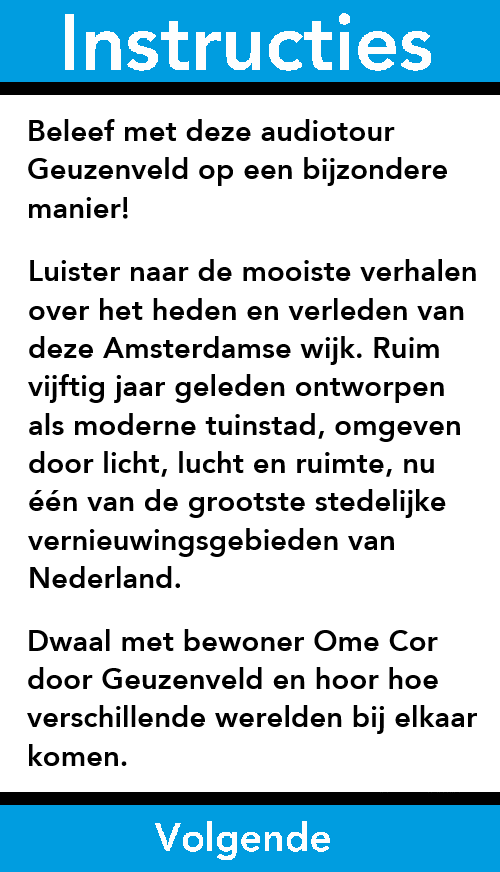 Instructies
Beleef met deze audiotour
Geuzenveld op een bijzondere
manier!
Luister naar de mooiste verhalen
over het heden en verleden van
deze Amsterdamse wijk. Ruim
vijftig jaar geleden ontworpen
als moderne tuinstad, omgeven
door licht, lucht en ruimte, nu
één van de grootste stedelijke
vernieuwingsgebieden van
Nederland.
Dwaal met bewoner Ome Cor
door Geuzenveld en hoor hoe
verschillende werelden bij elkaar
komen.
Volgende